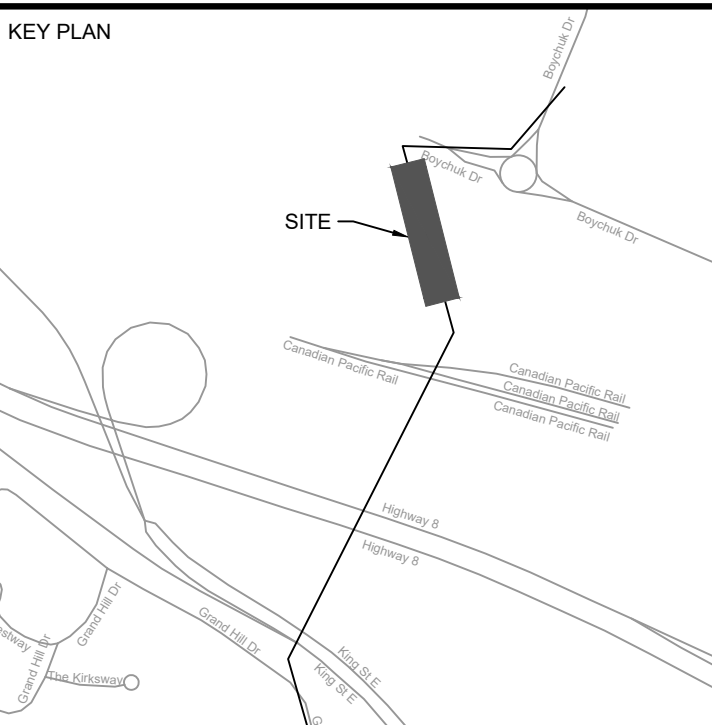 KEY PLAN
Boychuk Dr
Boychuk Dr
Boychuk Dr
SITE
Canadian Pacific Rail
Canadian Pacific Rail
Canadian Pacific Rail
Canadian Pacific Rail
Highway 8
Highway 8
Grand Hill Dr
Grand Hill Dr
Grand Hill Dr
estway
The Kirksway
King St E
King St E
G